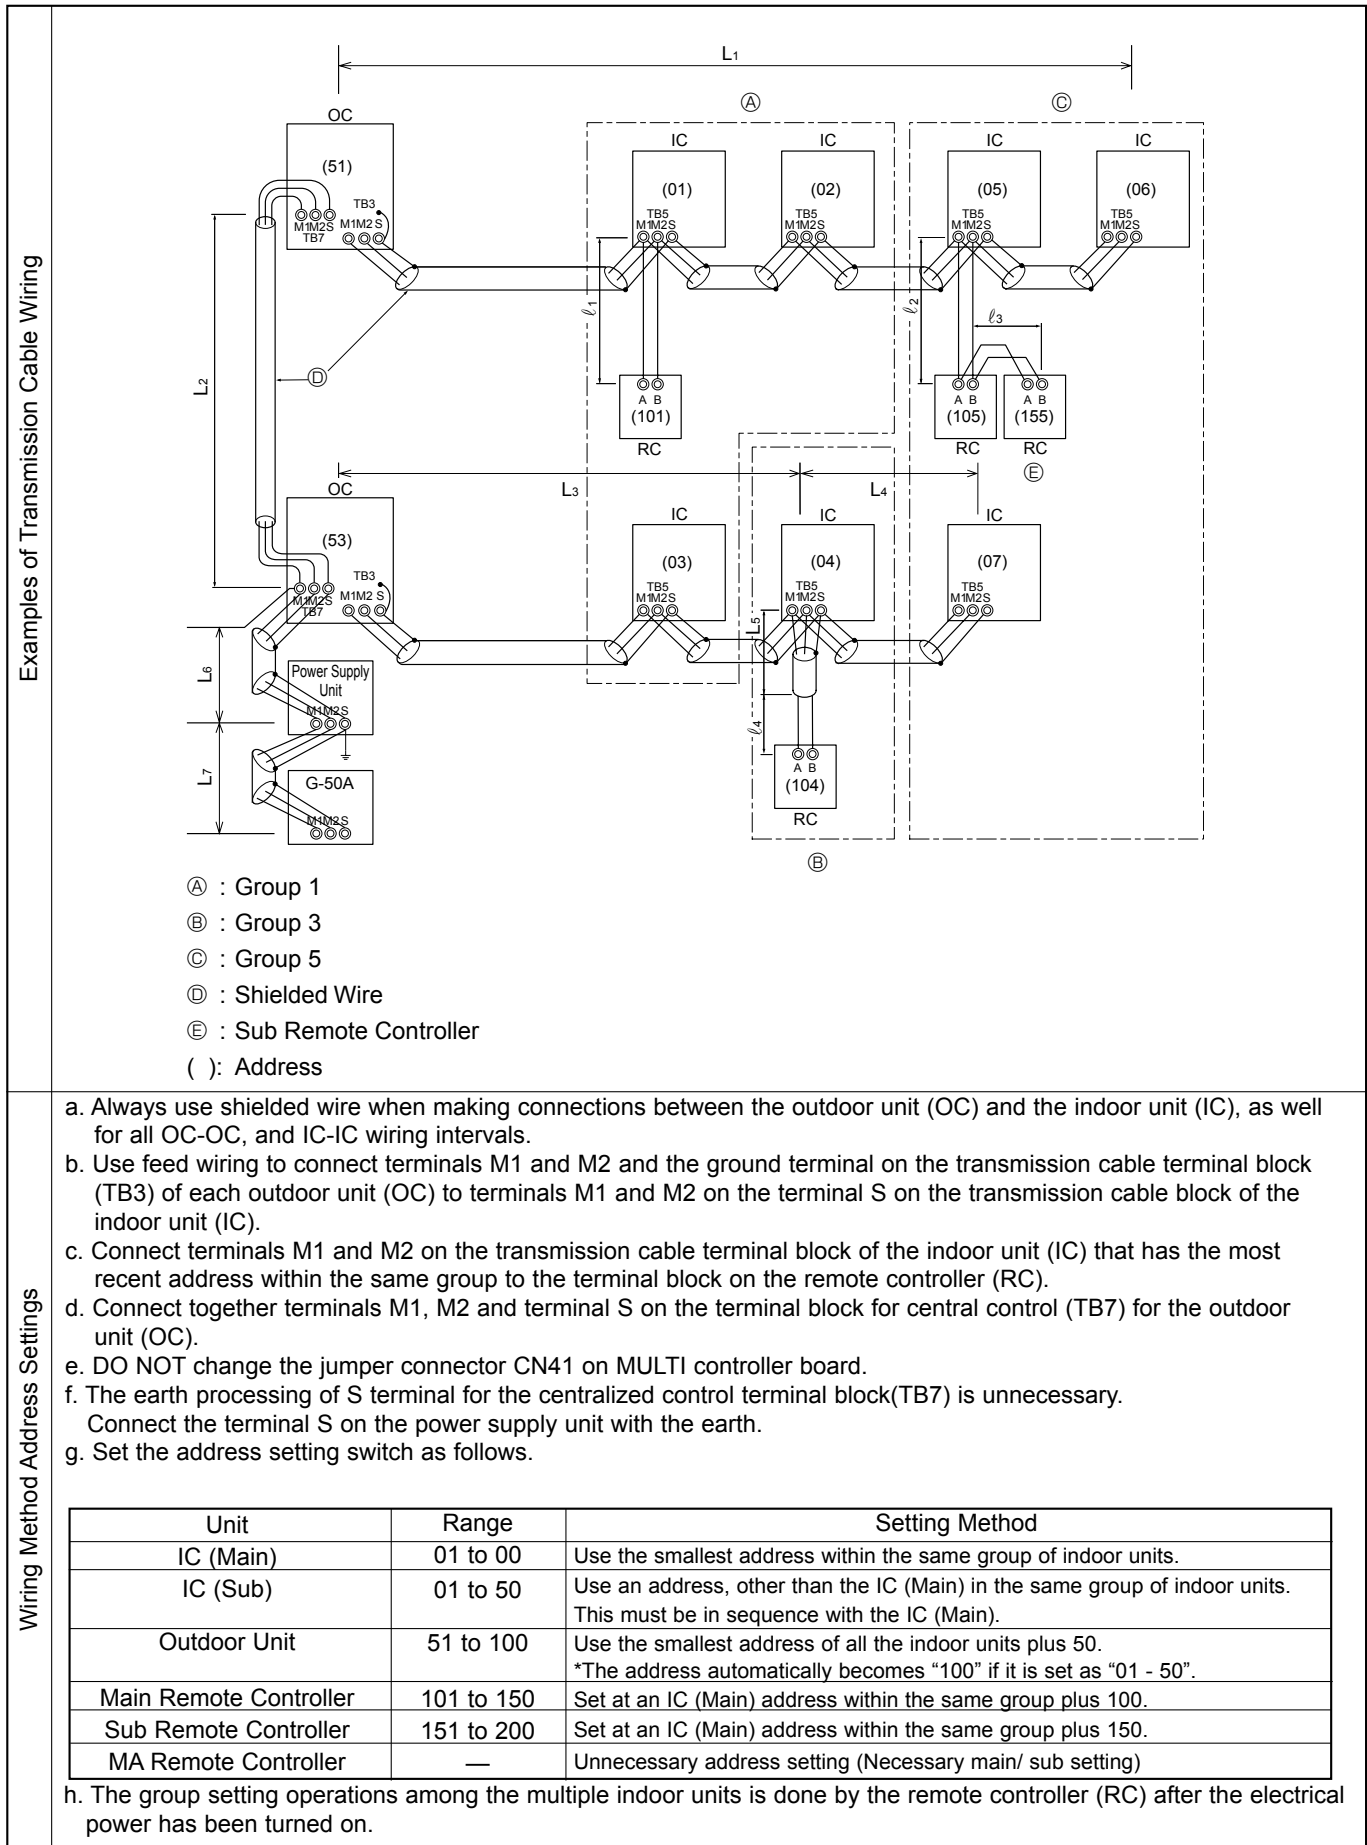 Examples of Transmission Cable Wiring
L1
Ⓐ
Ⓒ
OC
IC
IC
IC
IC
(51)
(01)
(02)
(05)
(06)
TB3
M1M2S
TB7
M1M2 S
TB5
M1M2S
TB5
M1M2S
TB5
M1M2S
TB5
M1M2S
L2
Ⓓ
ℓ1
ℓ2
ℓ3
A B
(101)
RC
A B
(105)
RC
A B
(155)
RC
Ⓔ
L3
L4
OC
IC
IC
IC
(53)
(03)
(04)
(07)
TB3
M1M2S
TB7
M1M2 S
TB5
M1M2S
TB5
M1M2S
TB5
M1M2S
L5
L6
Power Supply
Unit
M1M2S
ℓ4
L7
G-50A
M1M2S
A B
(104)
RC
Ⓑ
Ⓐ : Group 1
Ⓑ : Group 3
Ⓒ : Group 5
Ⓓ : Shielded Wire
Ⓔ : Sub Remote Controller
( ): Address
Wiring Method Address Settings
a. Always use shielded wire when making connections between the outdoor unit (OC) and the indoor unit (IC), as well
for all OC-OC, and IC-IC wiring intervals.
b. Use feed wiring to connect terminals M1 and M2 and the ground terminal on the transmission cable terminal block
(TB3) of each outdoor unit (OC) to terminals M1 and M2 on the terminal S on the transmission cable block of the
indoor unit (IC).
c. Connect terminals M1 and M2 on the transmission cable terminal block of the indoor unit (IC) that has the most
recent address within the same group to the terminal block on the remote controller (RC).
d. Connect together terminals M1, M2 and terminal S on the terminal block for central control (TB7) for the outdoor
unit (OC).
e. DO NOT change the jumper connector CN41 on MULTI controller board.
f. The earth processing of S terminal for the centralized control terminal block(TB7) is unnecessary.
Connect the terminal S on the power supply unit with the earth.
g. Set the address setting switch as follows.
Unit Range Setting Method
IC (Main) 01 to 00 Use the smallest address within the same group of indoor units.
IC (Sub) 01 to 50 Use an address, other than the IC (Main) in the same group of indoor units.
This must be in sequence with the IC (Main).
Outdoor Unit 51 to 100 Use the smallest address of all the indoor units plus 50.
*The address automatically becomes “100” if it is set as “01 - 50”.
Main Remote Controller 101 to 150 Set at an IC (Main) address within the same group plus 100.
Sub Remote Controller 151 to 200 Set at an IC (Main) address within the same group plus 150.
MA Remote Controller — Unnecessary address setting (Necessary main/ sub setting)
h. The group setting operations among the multiple indoor units is done by the remote controller (RC) after the electrical
power has been turned on.